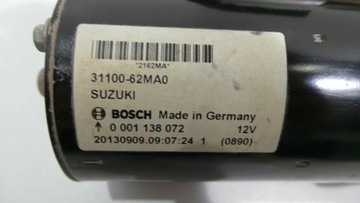 *2162MA*
31100-62MA0
SUZUKI
BOSCH Made in Germany
0 001 138 072 12V
20130909.09:07:24 1 (0890)